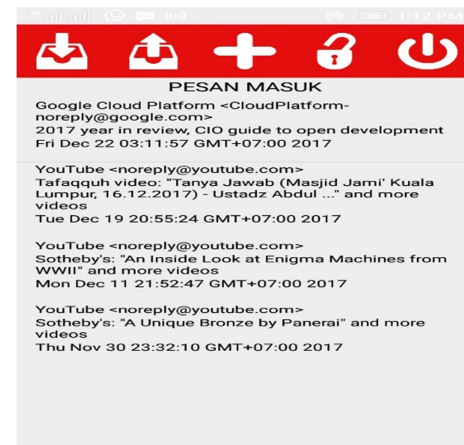 1:12 PM
PESAN MASUK
Google Cloud Platform <CloudPlatform-
noreply@google.com>
2017 year in review, CIO guide to open development
Fri Dec 22 03:11:57 GMT+07:00 2017
YouTube <noreply@youtube.com>
Tafaqquh video: "Tanya Jawab (Masjid Jami' Kuala
Lumpur, 16.12.2017) - Ustadz Abdul ..." and more
videos
Tue Dec 19 20:55:24 GMT+07:00 2017
YouTube <noreply@youtube.com>
Sotheby's: "An Inside Look at Enigma Machines from
WWII" and more videos
Mon Dec 11 21:52:47 GMT+07:00 2017
YouTube <noreply@youtube.com>
Sotheby's: "A Unique Bronze by Panerai" and more
videos
Thu Nov 30 23:32:10 GMT+07:00 2017